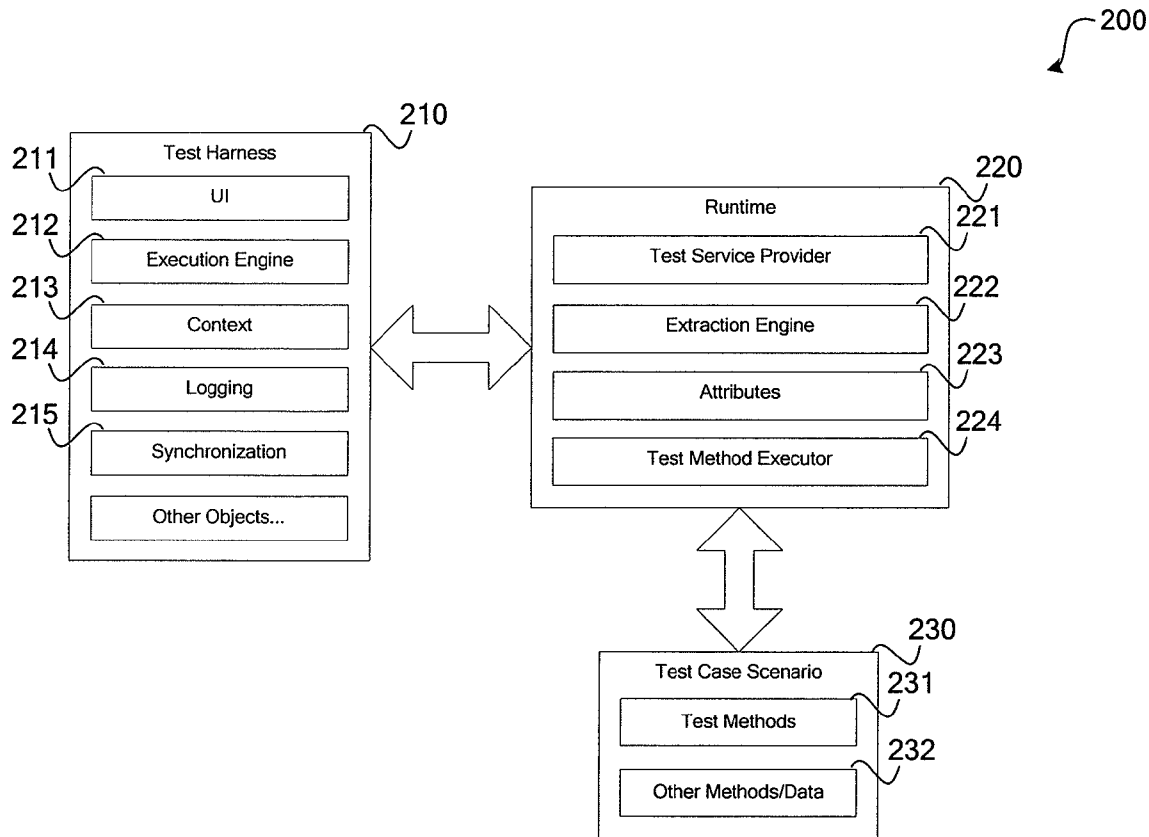 200
210
Test Harness
211
UI
212
Execution Engine
213
Context
214
Logging
215
Synchronization
Other Objects...
220
Runtime
221
Test Service Provider
222
Extraction Engine
223
Attributes
224
Test Method Executor
230
Test Case Scenario
231
Test Methods
232
Other Methods/Data